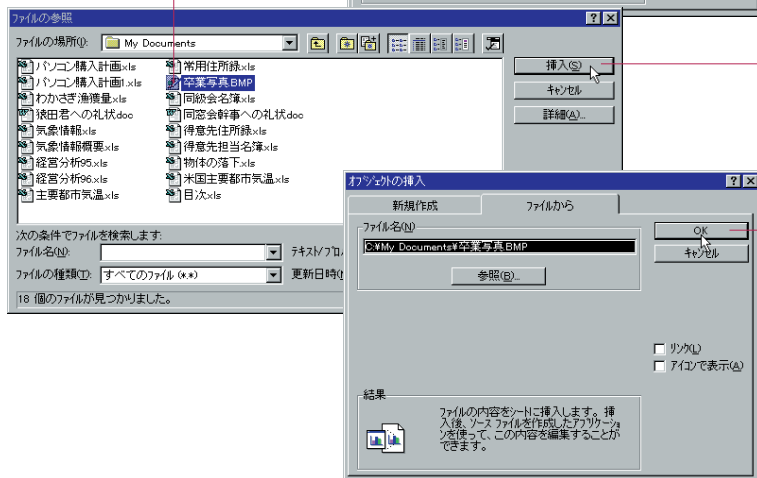 ファイルの参照
ファイルの場所(I):
My Documents
パソコン購入計画.xls
パソコン購入計画1.xls
わかさぎ漁獲量.xls
猿田君への礼状.doc
気象情報.xls
気象情報概要.xls
経営分析95.xls
経営分析96.xls
主要都市気温.xls
常用住所録.xls
卒業写真.BMP
同級会名簿.xls
同窓会幹事への礼状.doc
得意先住所録.xls
得意先担当名簿.xls
物体の落下.xls
米国主要都市気温.xls
目次.xls
挿入(S)
キャンセル
詳細(A)...
次の条件でファイルを検索します:
ファイル名(N):
テキスト/プロ
ファイルの種類(T):
すべてのファイル (*.*)
更新日時(
18 個のファイルが見つかりました。
オブジェクトの挿入
新規作成
ファイルから
ファイル名(N)
C:¥My Documents¥卒業写真.BMP
参照(B)...
OK
キャンセル
リンク(L)
アイコンで表示(A)
結果
ファイルの内容をシートに挿入します。挿
入後、ソース ファイルを作成したアプリケーショ
ンを使って、この内容を編集することが
できます。